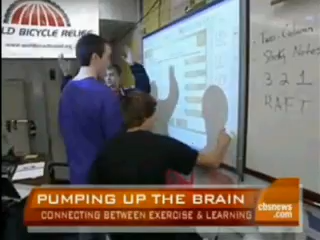 LD BICYCLE RELIEF
Two Column
Study Notes
3 2 1
RAFT
PUMPING UP THE BRAIN
CONNECTING BETWEEN EXERCISE & LEARNING
cbsnews.com